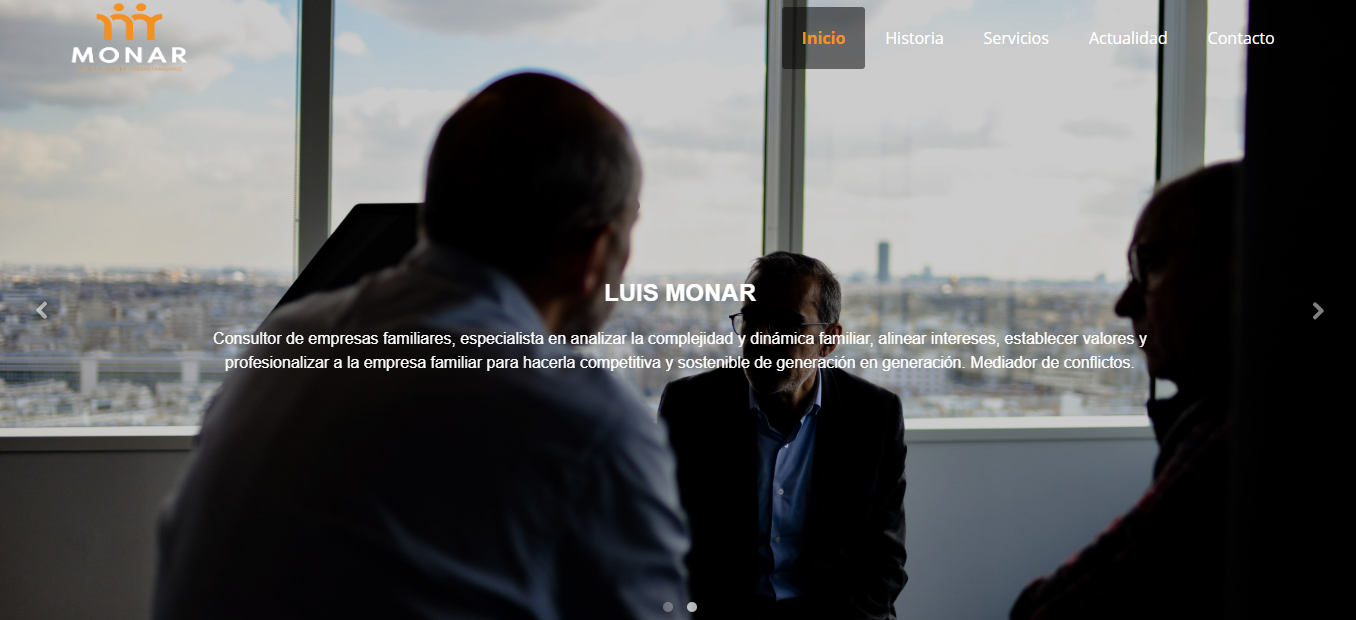 MONAR
Inicio
Historia
Servicios
Actualidad
Contacto
LUIS MONAR
Consultor de empresas familiares, especialista en analizar la complejidad y dinámica familiar, alinear intereses, establecer valores y
profesionalizar a la empresa familiar para hacerla competitiva y sostenible de generación en generación. Mediador de conflictos.